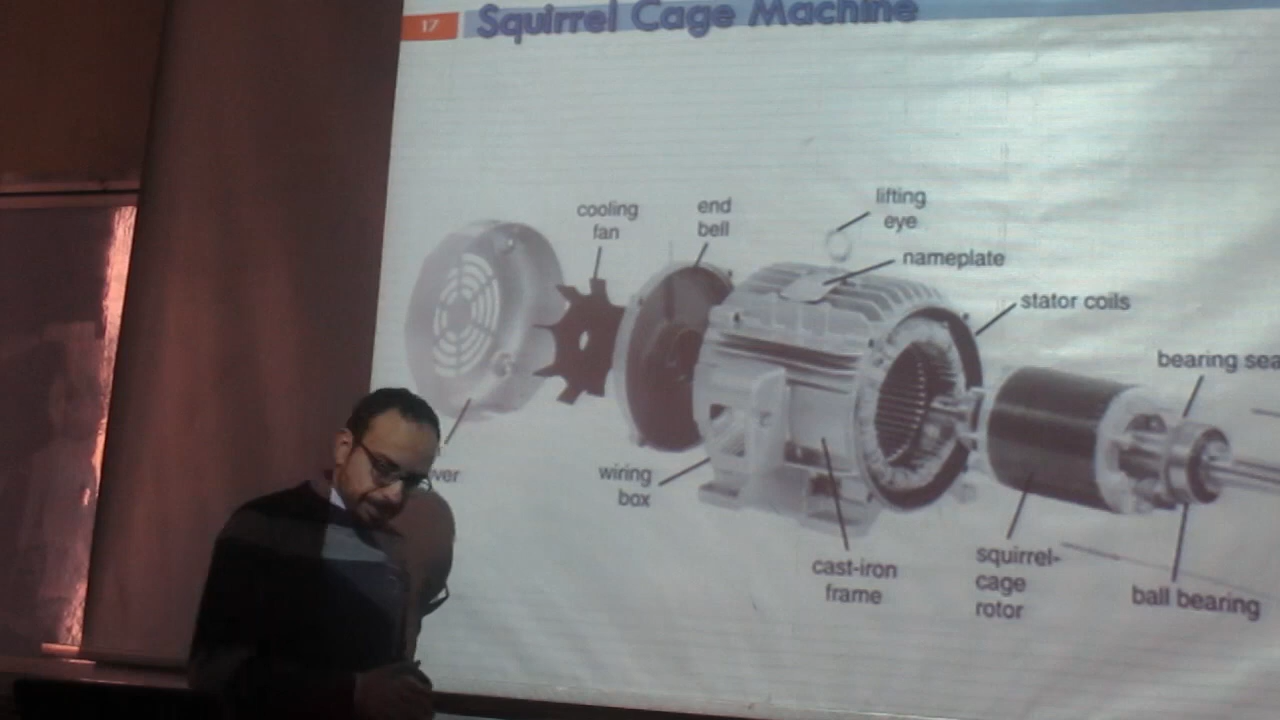 17
Squirrel Cage Machine
lifting
eye
cooling
fan
end
bell
nameplate
stator coils
bearing sea
ver
wiring
box
cast-iron
frame
squirrel-
cage
rotor
ball bearing